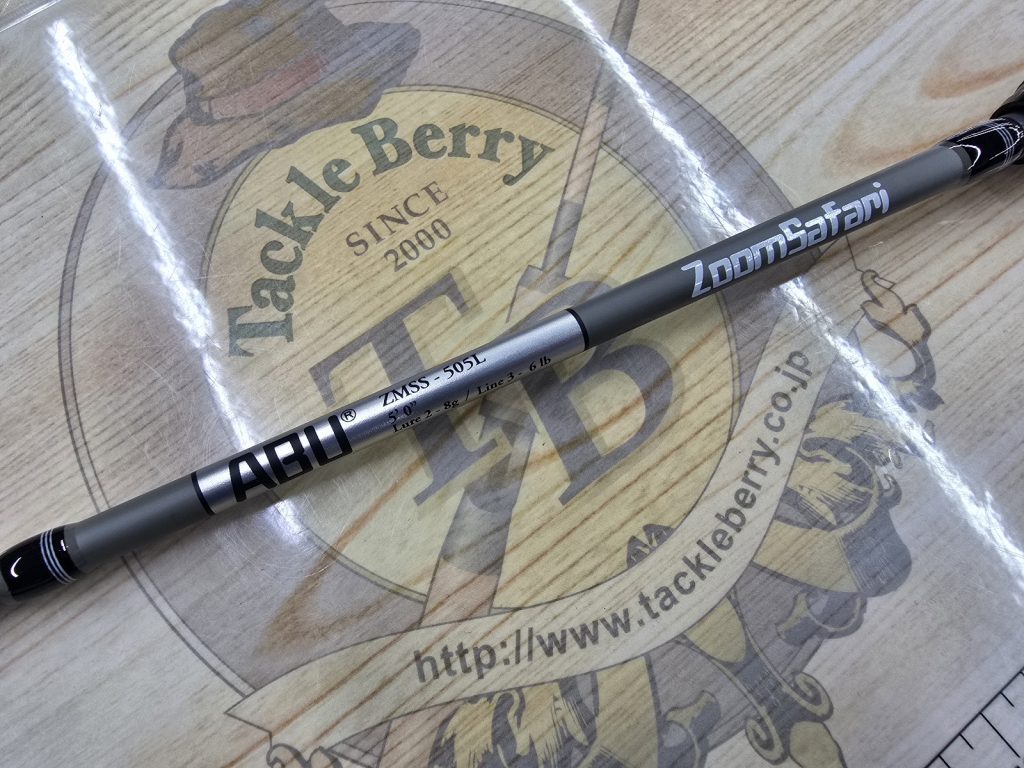 Tackle Berry
SINCE
2000
TB
ZoomSafari
ABU®
ZMSS - 505L
5' 0"
Lure 2 - 8g / Line 3 - 6 lb
http://www.tackleberry.co.jp